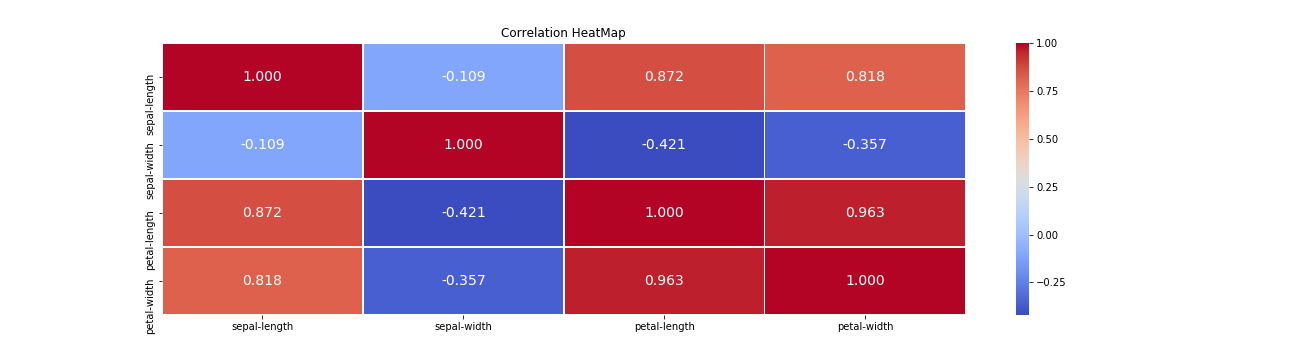 Correlation HeatMap
sepal-length
1.000
-0.109
0.872
0.818
sepal-width
-0.109
1.000
-0.421
-0.357
petal-length
0.872
-0.421
1.000
0.963
petal-width
0.818
-0.357
0.963
1.000
sepal-length
sepal-width
petal-length
petal-width
1.00
0.75
0.50
0.25
0.00
−0.25